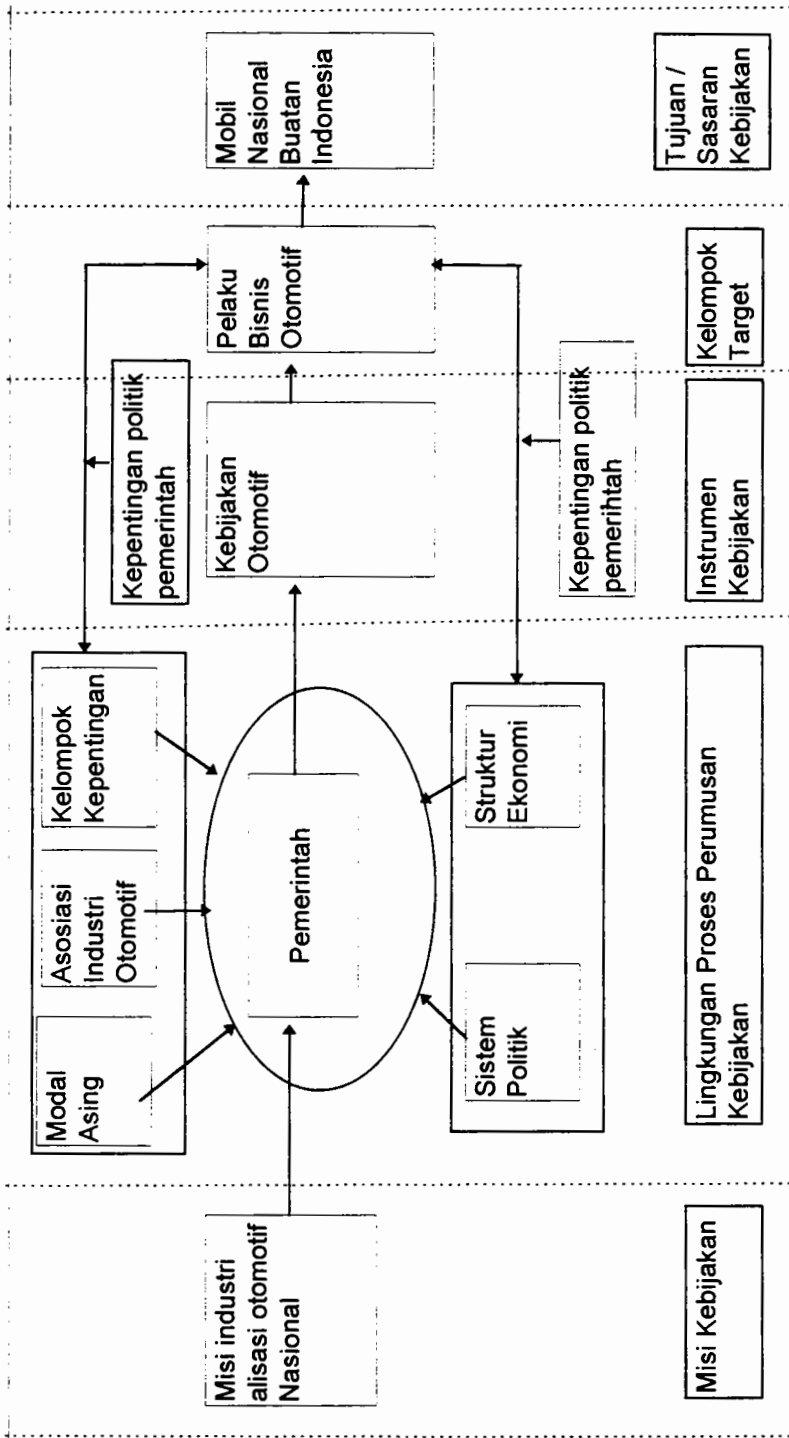 Modal
Asing
Asosiasi
Industri
Otomotif
Kelompok
Kepentingan
Kepentingan politik
pemerintah
Misi industri
alisasi otomotif
Nasional
Pemerintah
Kebijakan
Otomotif
Pelaku
Bisnis
Otomotif
Mobil
Nasional
Buatan
Indonesia
Sistem
Politik
Struktur
Ekonomi
Kepentingan politik
pemerihtah
Misi Kebijakan
Lingkungan Proses Perumusan
Kebijakan
Instrumen
Kebijakan
Kelompok
Target
Tujuan /
Sasaran
Kebijakan